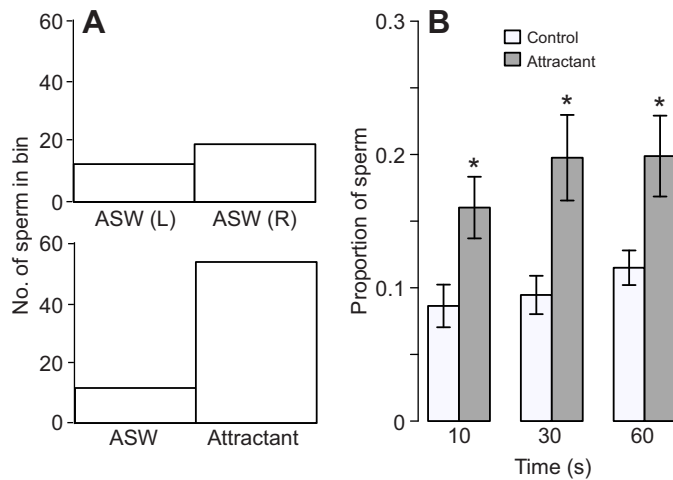 A
No. of sperm in bin
60
40
20
0
ASW (L) ASW (R)
60
40
20
0
ASW Attractant
B
Control
Attractant
Proportion of sperm
0.3
0.2
0.1
0
* * *
10 30 60
Time (s)